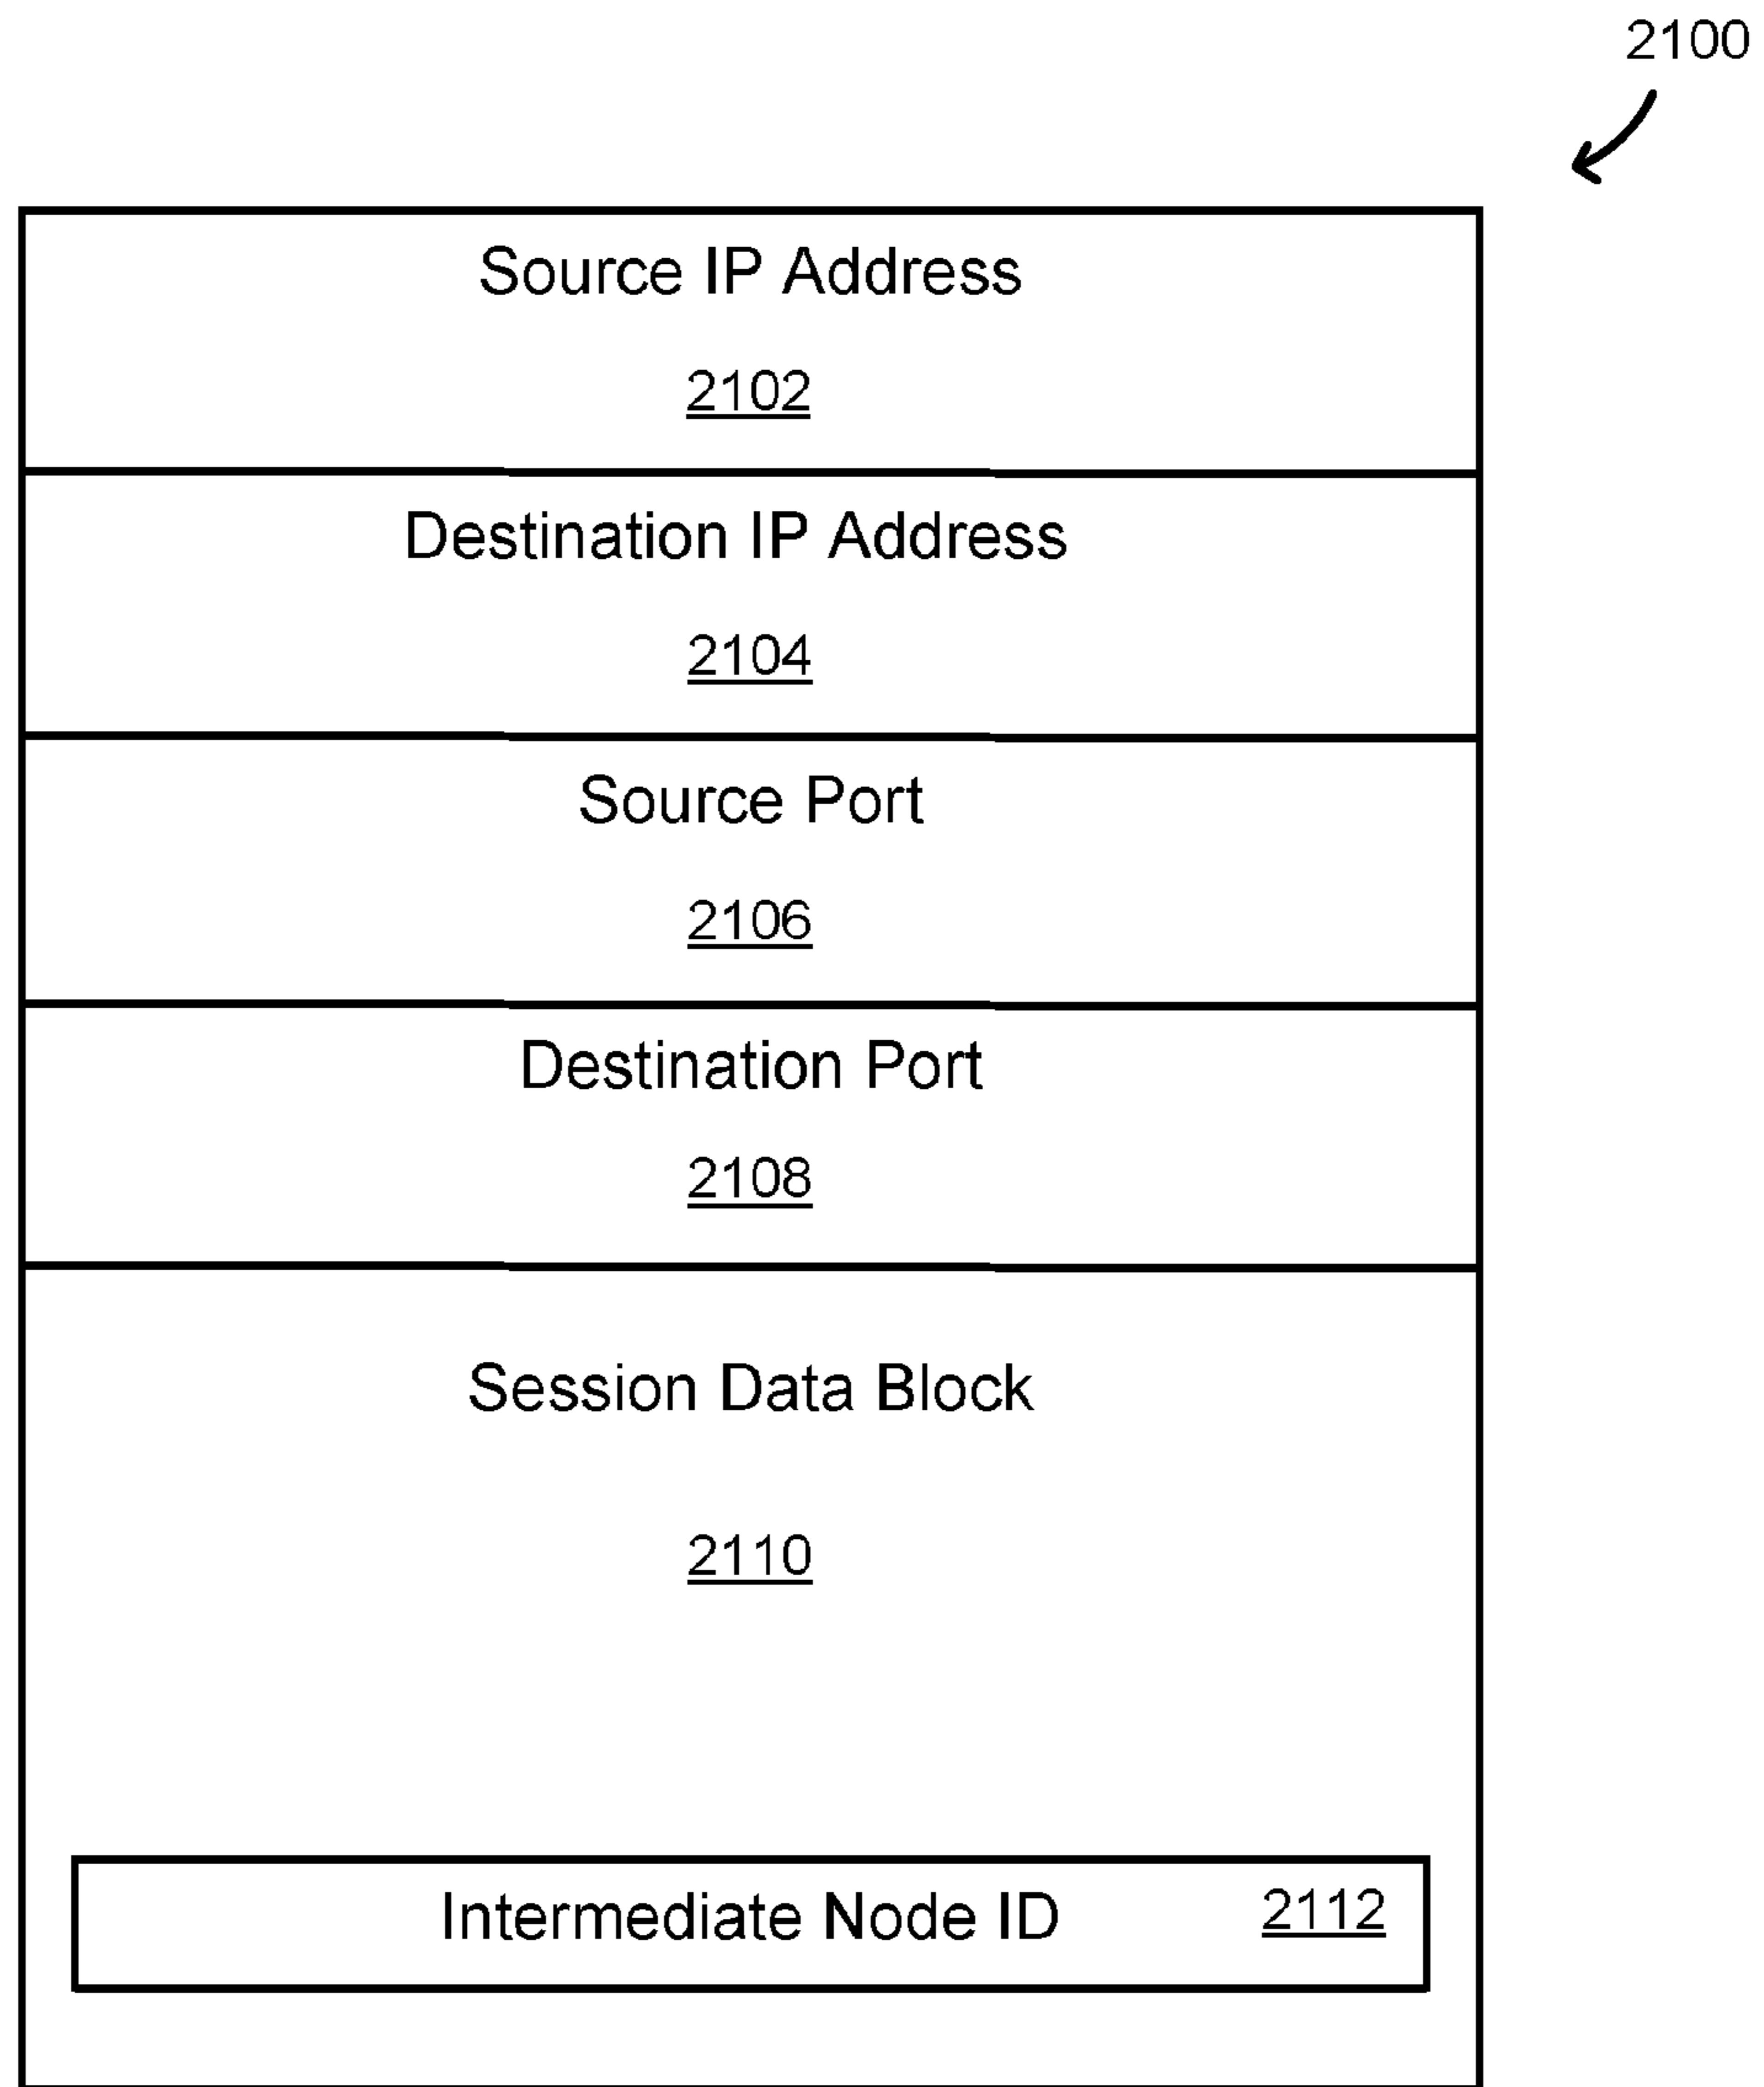 2100
Source IP Address
2102
Destination IP Address
2104
Source Port
2106
Destination Port
2108
Session Data Block
2110
Intermediate Node ID 2112